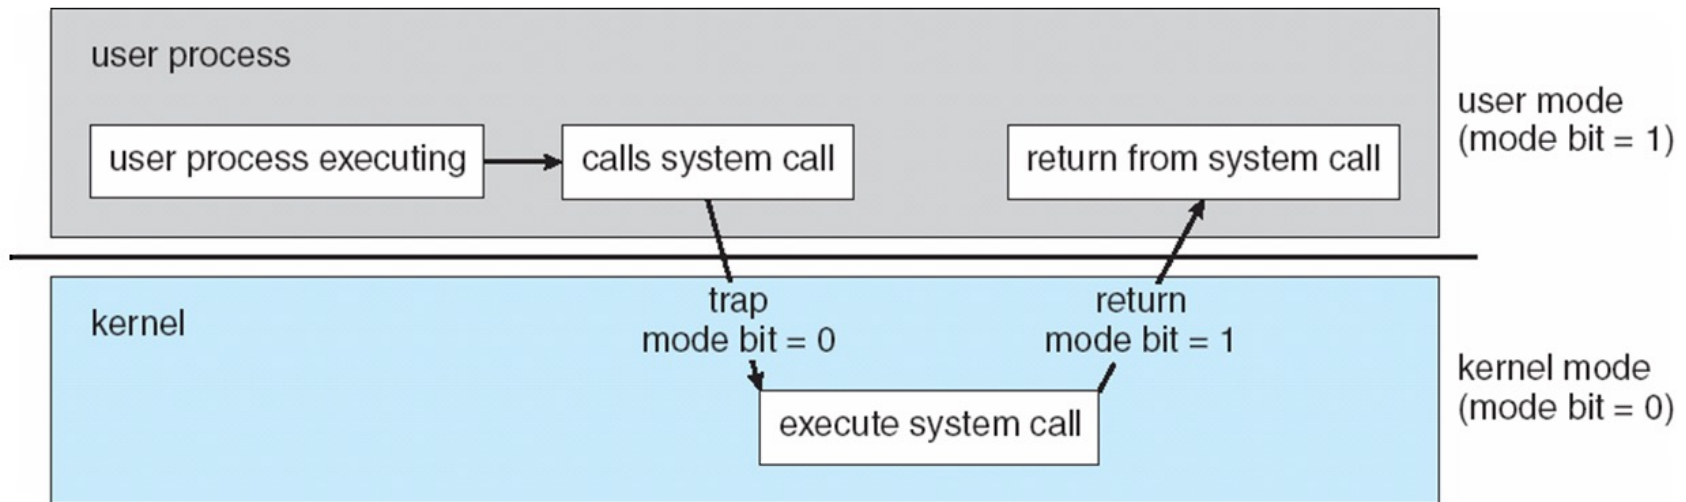 user process
user process executing
calls system call
return from system call
user mode
(mode bit = 1)
kernel
trap
mode bit = 0
return
mode bit = 1
execute system call
kernel mode
(mode bit = 0)